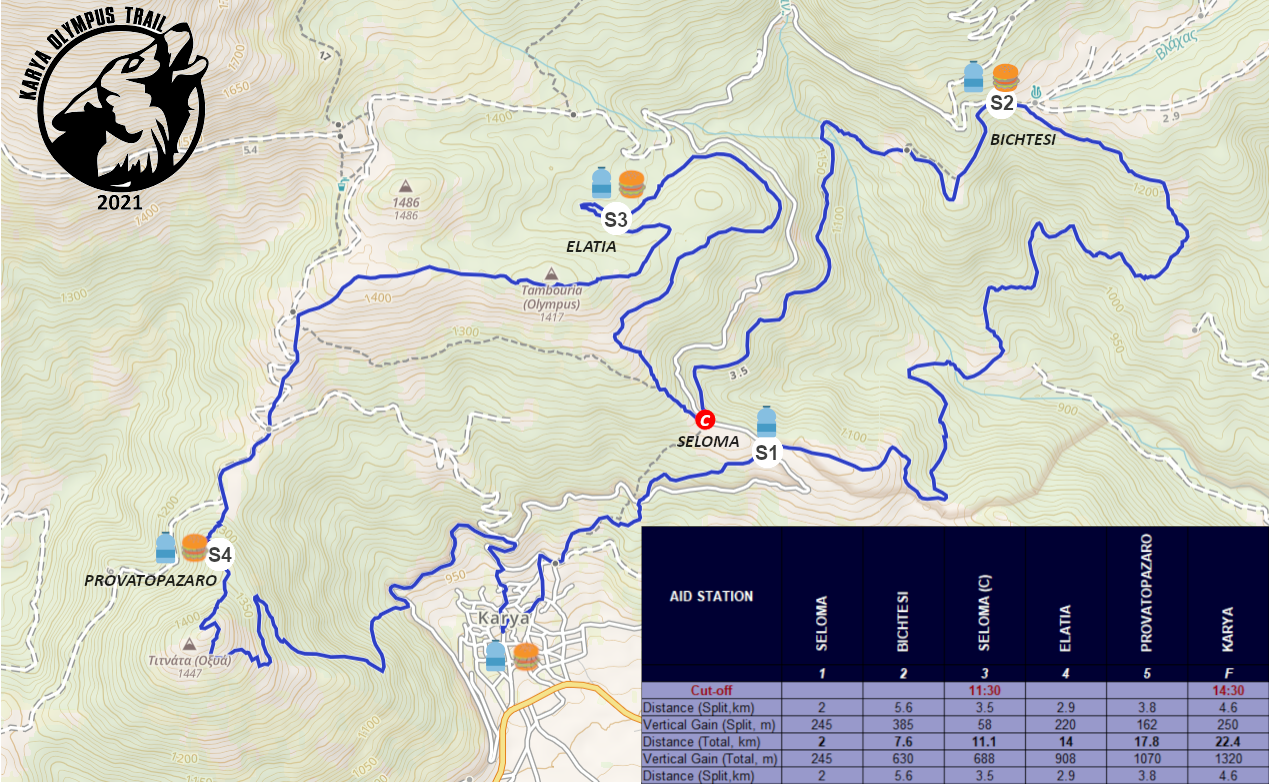 KARYA OLYMPUS TRAIL
2021
17
1700
1650
1400
5.4
1486
1486
1400
1300
S3
ELATIA
Tambouria
(Olympus)
1417
1400
1300
Βλάχας
S2
BICHTESI
2.9
1200
1150
1100
1000
950
900
3.5
C
SELOMA
S1
1100
1200
S4
PROVATOPAZARO
1350
1400
Τιτνάτα (Οξυά)
1447
950
Karya
1100
1200
1150
AID STATION
SELOMA
BICHTESI
SELOMA (C)
ELATIA
PROVATOPAZARO
KARYA
1 2 3 4 5 F
Cut-off 11:30 14:30
Distance (Split,km) 2 5.6 3.5 2.9 3.8 4.6
Vertical Gain (Split, m) 245 385 58 220 162 250
Distance (Total, km) 2 7.6 11.1 14 17.8 22.4
Vertical Gain (Total, m) 245 630 688 908 1070 1320
Distance (Split,km) 2 5.6 3.5 2.9 3.8 4.6